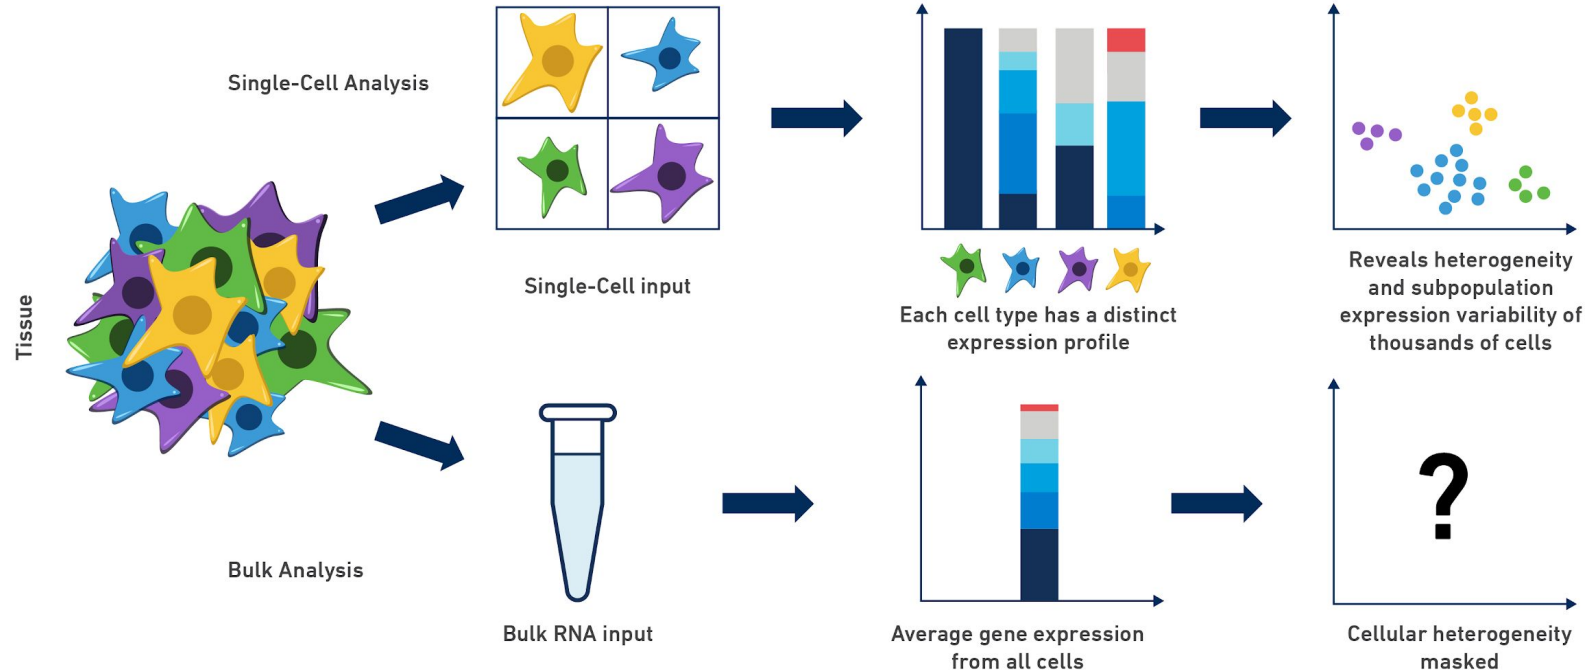 Tissue
Single-Cell Analysis
Single-Cell input
Each cell type has a distinct
expression profile
Reveals heterogeneity
and subpopulation
expression variability of
thousands of cells
Bulk Analysis
Bulk RNA input
Average gene expression
from all cells
?
Cellular heterogeneity
masked